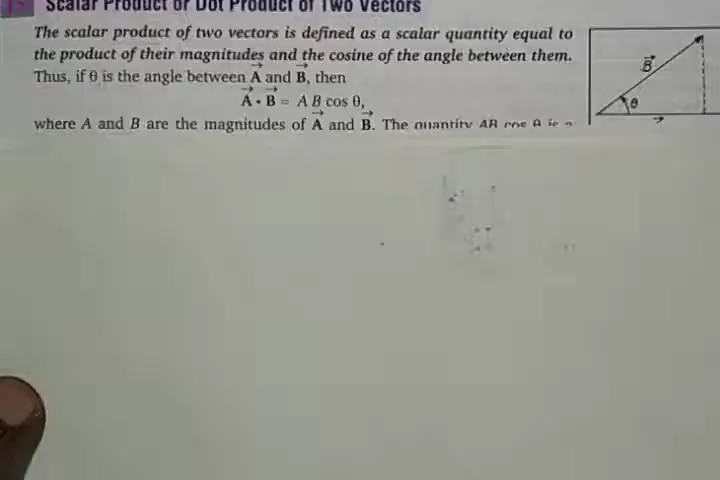 Scalar Product or Dot Product of Two Vectors
The scalar product of two vectors is defined as a scalar quantity equal to
the product of their magnitudes and the cosine of the angle between them.
Thus, if θ is the angle between A⃗ and B⃗, then
A⃗ · B⃗ = A B cos θ,
where A and B are the magnitudes of A⃗ and B⃗. The quantity AB cos θ is a
B⃗
θ